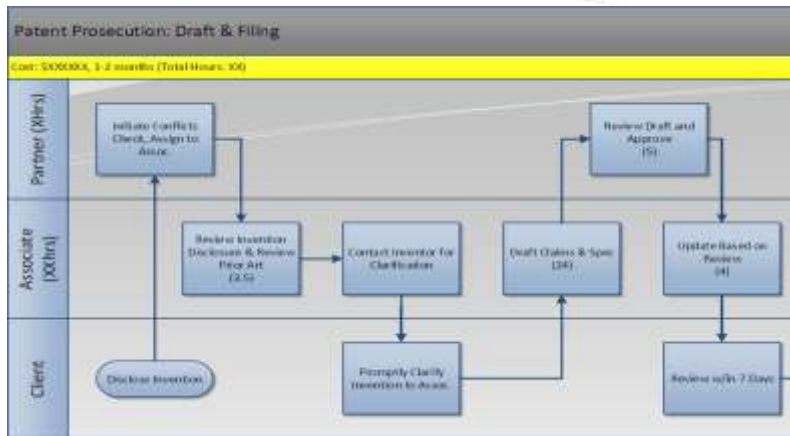 Patent Prosecution: Draft & Filing
Cost: $XXXXXX, 1-2 months (Total Hours: XX)
Partner (XHrs)
Initiate Conflicts
Check, Assign to
Assoc.
Review Draft and
Approve
(5)
Associate
(XXhrs)
Review Invention
Disclosure & Review
Prior Art
(3.5)
Contact Inventor for
Clarification
Draft Claims & Spec
(24)
Update Based on
Review
(4)
Client
Disclose Invention
Promptly Clarify
Invention to Assoc.
Review w/in 7 Days